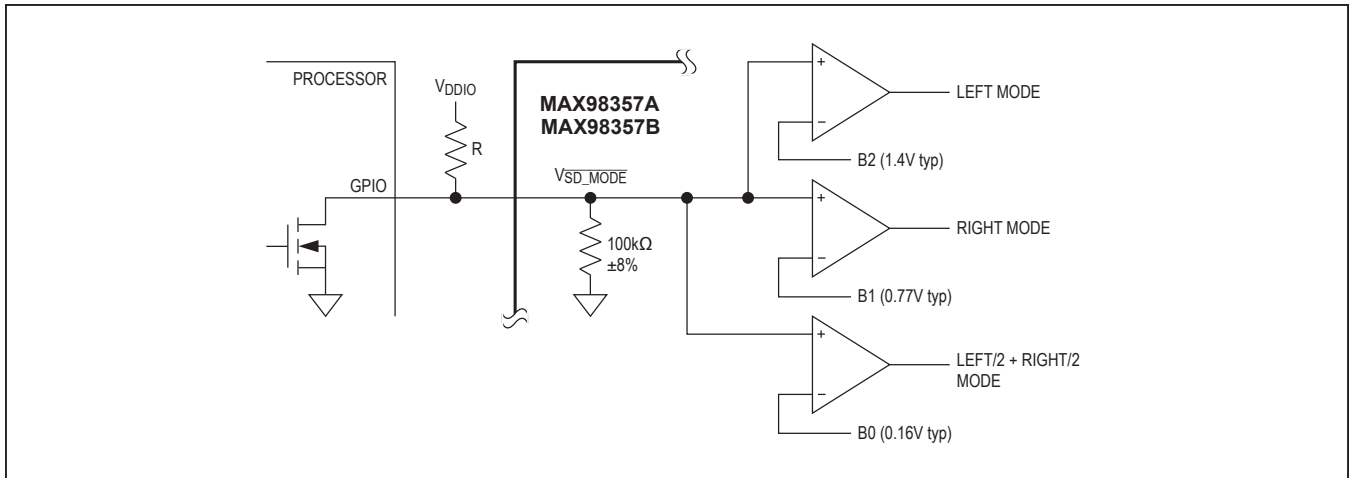 PROCESSOR
VDDIO
R
GPIO
MAX98357A
MAX98357B
VSD_MODE
100kΩ
±8%
LEFT MODE
B2 (1.4V typ)
RIGHT MODE
B1 (0.77V typ)
LEFT/2 + RIGHT/2
MODE
B0 (0.16V typ)
+
−
+
−
+
−